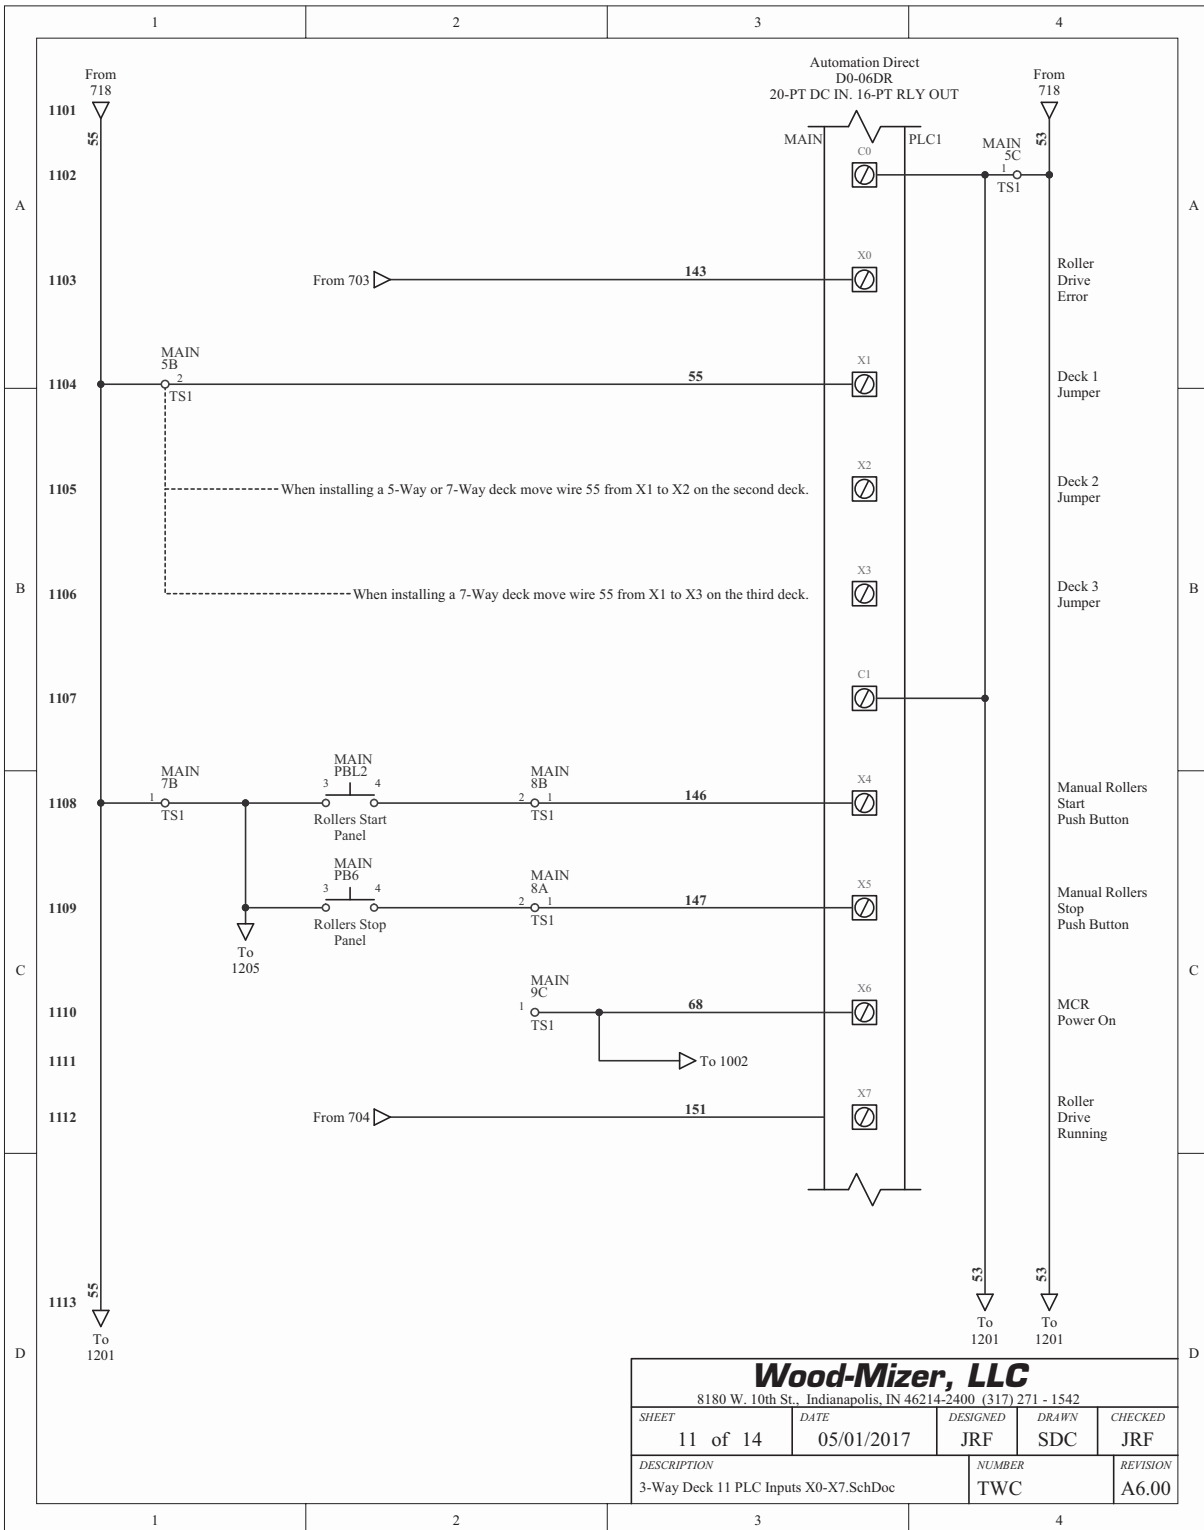 1 2 3 4
From
718
Automation Direct
D0-06DR
20-PT DC IN. 16-PT RLY OUT
From
718
1101
55
MAIN
PLC1
53
C0
MAIN
5C
1
TS1
1102
A
A
1103
From 703
143
X0
Roller
Drive
Error
1104
MAIN
5B
2
TS1
55
X1
Deck 1
Jumper
1105
When installing a 5-Way or 7-Way deck move wire 55 from X1 to X2 on the second deck.
X2
Deck 2
Jumper
B
B
1106
When installing a 7-Way deck move wire 55 from X1 to X3 on the third deck.
X3
Deck 3
Jumper
1107
C1
1108
MAIN
7B
1
TS1
MAIN
PBL2
3 4
Rollers Start
Panel
MAIN
8B
2 1
TS1
146
X4
Manual Rollers
Start
Push Button
1109
MAIN
PB6
3 4
Rollers Stop
Panel
MAIN
8A
2 1
TS1
147
X5
Manual Rollers
Stop
Push Button
To
1205
C
C
1110
MAIN
9C
1
TS1
68
X6
MCR
Power On
1111
To 1002
1112
From 704
151
X7
Roller
Drive
Running
1113
55
To
1201
53
To
1201
53
To
1201
D
D
Wood-Mizer, LLC
8180 W. 10th St., Indianapolis, IN 46214-2400 (317) 271 - 1542
SHEET DATE DESIGNED DRAWN CHECKED
11 of 14 05/01/2017 JRF SDC JRF
DESCRIPTION NUMBER REVISION
3-Way Deck 11 PLC Inputs X0-X7.SchDoc TWC A6.00
1 2 3 4